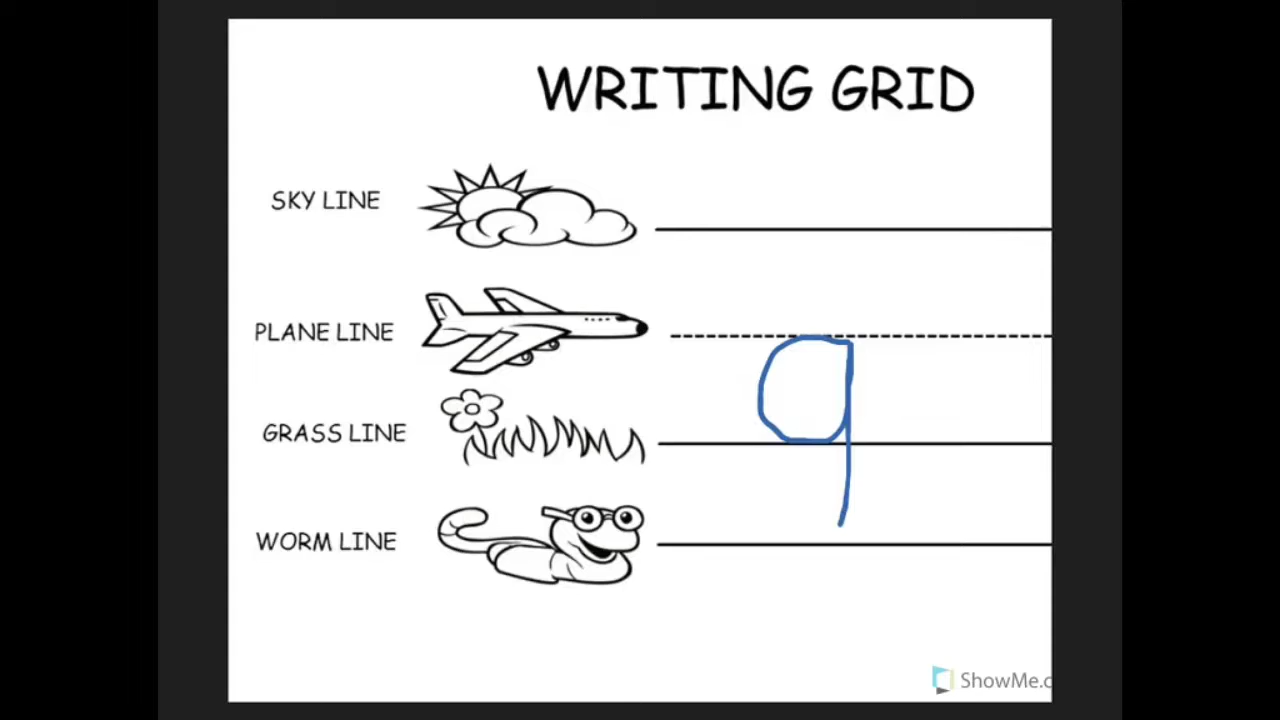 WRITING GRID
SKY LINE
PLANE LINE
q
GRASS LINE
WORM LINE
ShowMe.c